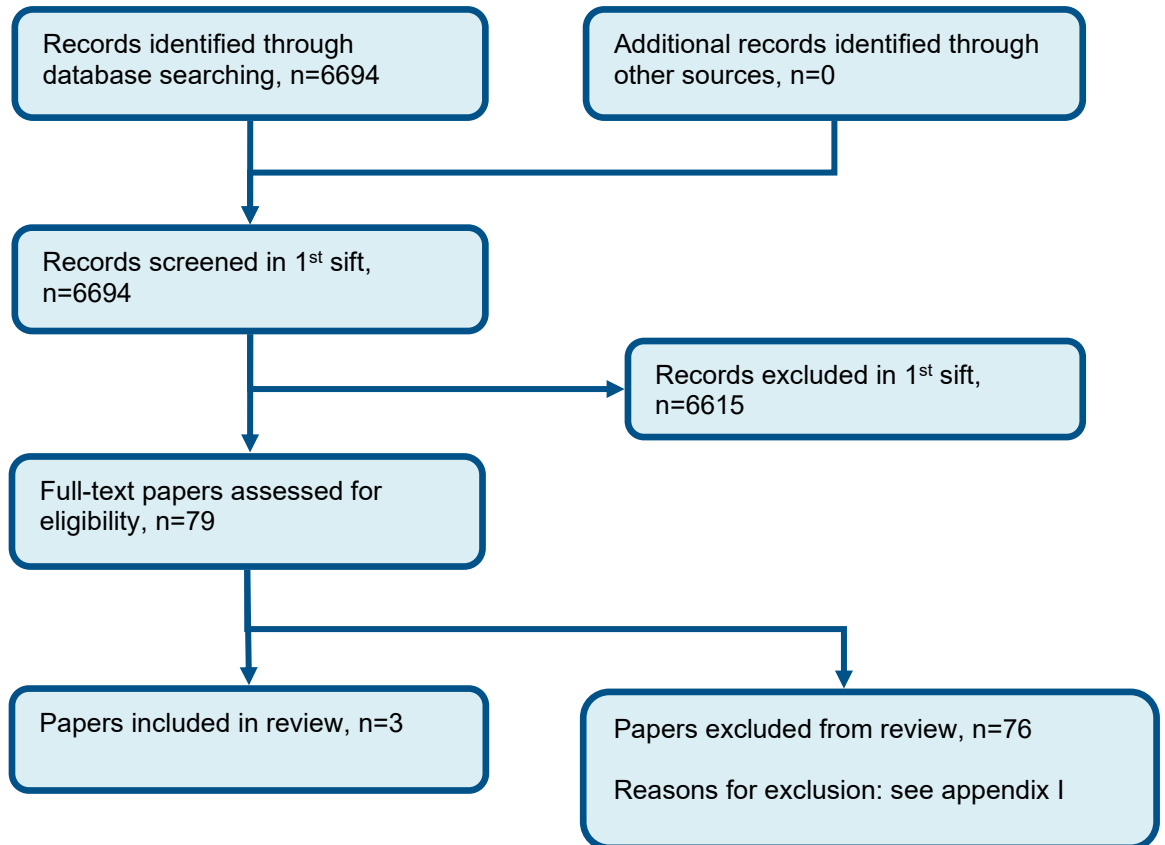 Records identified through
database searching, n=6694
Additional records identified through
other sources, n=0
Records screened in 1st sift,
n=6694
Records excluded in 1st sift,
n=6615
Full-text papers assessed for
eligibility, n=79
Papers included in review, n=3
Papers excluded from review, n=76
Reasons for exclusion: see appendix I